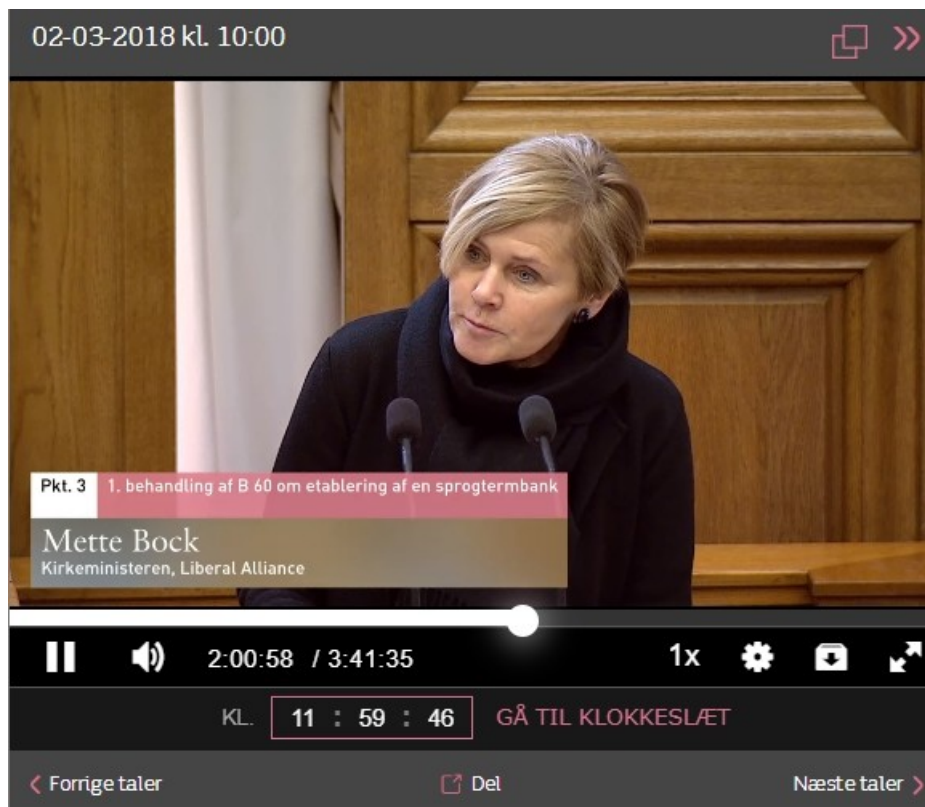 02-03-2018 kl. 10:00
Pkt. 3 1. behandling af B 60 om etablering af en sprogtermbank
Mette Bock
Kirkeministeren, Liberal Alliance
2:00:58 / 3:41:35 1x
KL. 11 : 59 : 46 GÅ TIL KLOKKESLÆT
Forrige taler Del Næste taler